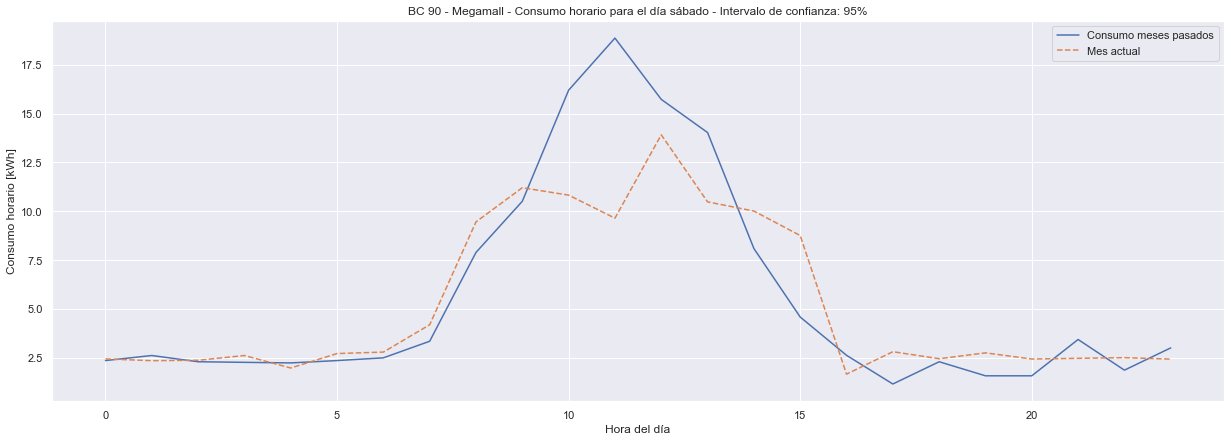 BC 90 - Megamall - Consumo horario para el día sábado - Intervalo de confianza: 95%
Consumo meses pasados
Mes actual
Consumo horario [kWh]
17.5
15.0
12.5
10.0
7.5
5.0
2.5
0 5 10 15 20
Hora del día